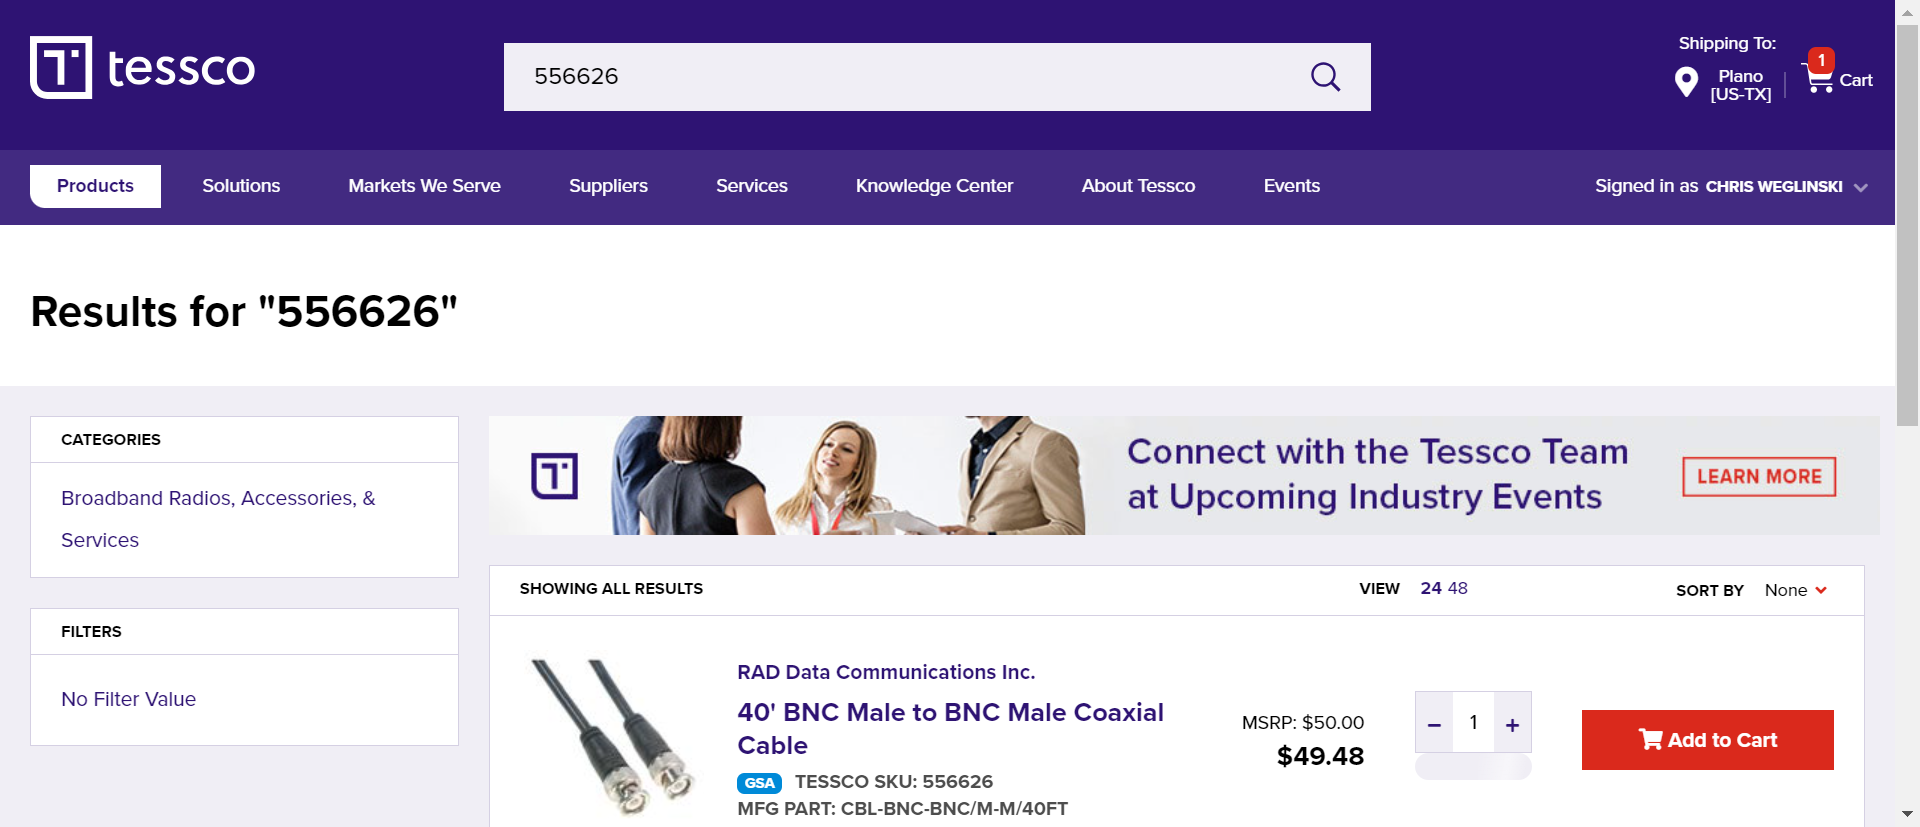 tessco
556626
Shipping To:
Plano
[US-TX]
1
Cart
Products
Solutions
Markets We Serve
Suppliers
Services
Knowledge Center
About Tessco
Events
Signed in as CHRIS WEGLINSKI
Results for "556626"
CATEGORIES
Broadband Radios, Accessories, &
Services
FILTERS
No Filter Value
Connect with the Tessco Team
at Upcoming Industry Events
LEARN MORE
SHOWING ALL RESULTS
VIEW 24 48
SORT BY None
RAD Data Communications Inc.
40' BNC Male to BNC Male Coaxial
Cable
GSA TESSCO SKU: 556626
MFG PART: CBL-BNC-BNC/M-M/40FT
MSRP: $50.00
$49.48
− 1 +
Add to Cart